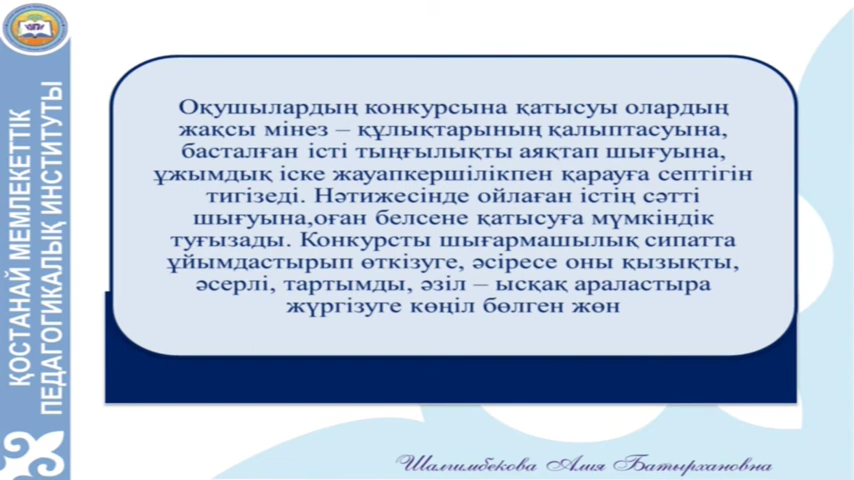 ҚОСТАНАЙ МЕМЛЕКЕТТІК
ПЕДАГОГИКАЛЫҚ ИНСТИТУТЫ
Оқушылардың конкурсына қатысуы олардың
жақсы мінез – құлықтарының қалыптасуына,
басталған істі тыңғылықты аяқтап шығуына,
ұжымдық іске жауапкершілікпен қарауға септігін
тигізеді. Нәтижесінде ойлаған істің сәтті
шығуына,оған белсене қатысуға мүмкіндік
туғызады. Конкурсты шығармашылық сипатта
ұйымдастырып өткізуге, әсіресе оны қызықты,
әсерлі, тартымды, әзіл – ысқақ араластыра
жүргізуге көңіл бөлген жөн
Шалгимбекова Алия Батырхановна